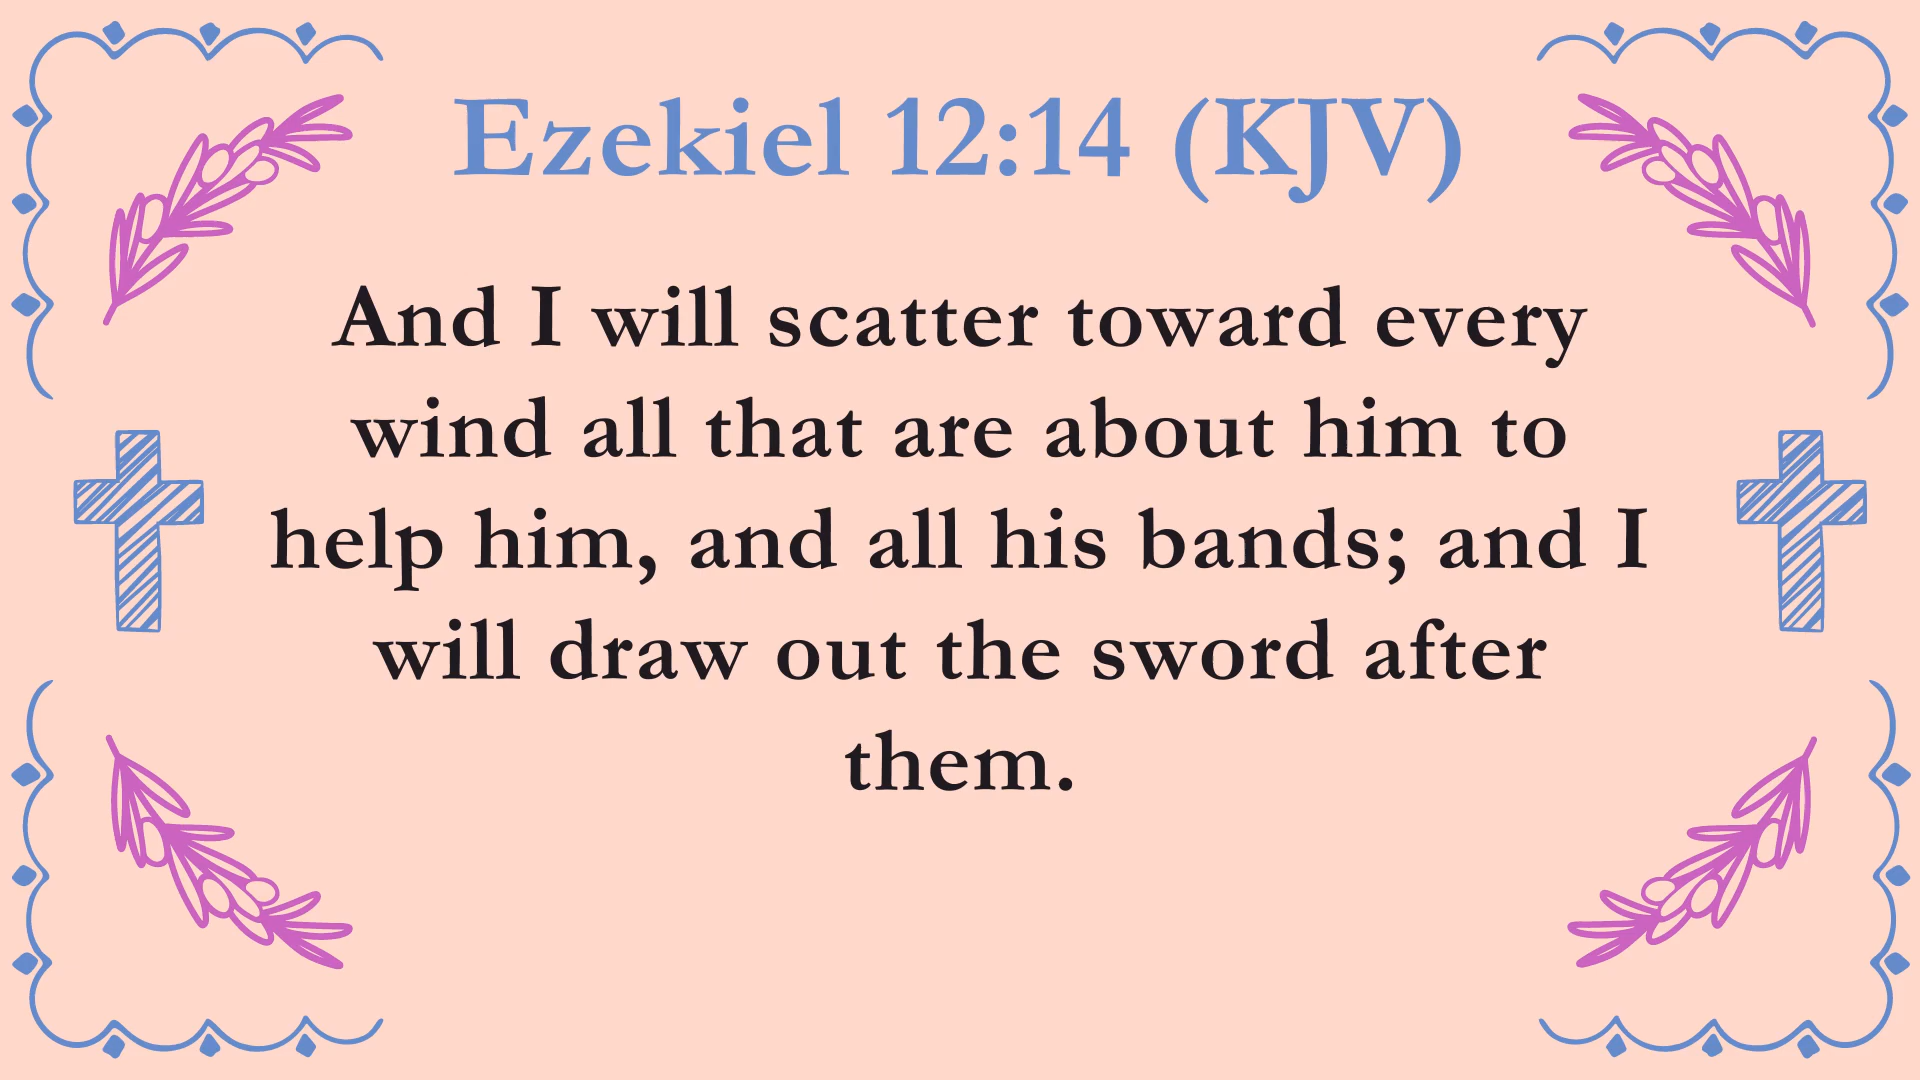 Ezekiel 12:14 (KJV)
And I will scatter toward every
wind all that are about him to
help him, and all his bands; and I
will draw out the sword after
them.